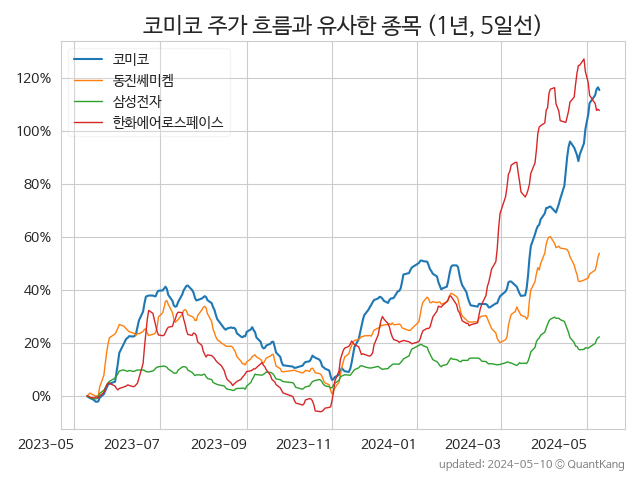 코미코 주가 흐름과 유사한 종목 (1년, 5일선)
코미코
동진쎄미켐
삼성전자
한화에어로스페이스
120%
100%
80%
60%
40%
20%
0%
2023-05 2023-07 2023-09 2023-11 2024-01 2024-03 2024-05
updated: 2024-05-10 © QuantKang